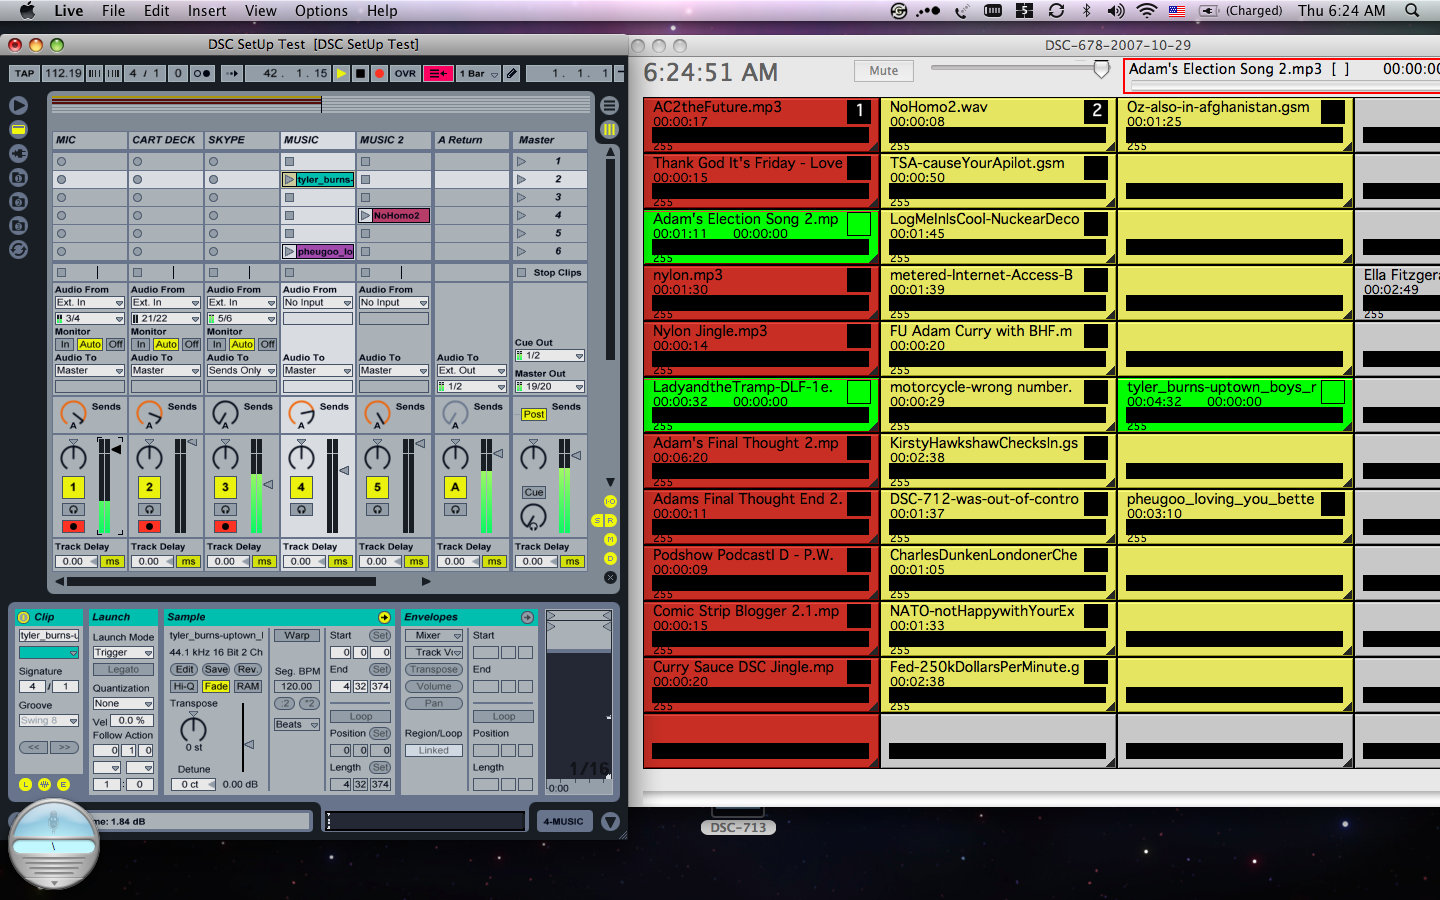 Live File Edit Insert View Options Help
(Charged) Thu 6:24 AM
DSC SetUp Test [DSC SetUp Test]
TAP 112.19 4 / 1 0 42 . 1 . 15 OVR 1 Bar 1 . 1 . 1
MIC CART DECK SKYPE MUSIC MUSIC 2 A Return Master
1
tyler_burns- 2
3
NoHomo2 4
5
pheugoo_lo 6
Stop Clips
Audio From Audio From Audio From Audio From Audio From
Ext. In Ext. In Ext. In No Input No Input
3/4 21/22 5/6
Monitor Monitor Monitor
In Auto Off In Auto Off In Auto Off
Cue Out
1/2
Audio To Audio To Audio To Audio To Audio To Audio To
Master Out
Master Master Sends Only Master Master Ext. Out
1/2 19/20
Sends Sends Sends Sends Sends Sends Sends
Post
A A A A A A
1 2 3 4 5 A
Cue
I-O
S R
M
D
Track Delay Track Delay Track Delay Track Delay Track Delay Track Delay Track Delay
0.00 ms 0.00 ms 0.00 ms 0.00 ms 0.00 ms 0.00 ms 0.00 ms
Clip
tyler_burns-u
Signature
4 / 1
Groove
Swing 8
<< >>
L E
Launch
Launch Mode
Trigger
Legato
Quantization
None
Vel 0.0 %
Follow Action
0 1 0
1 : 0
Sample
tyler_burns-uptown_l
44.1 kHz 16 Bit 2 Ch
Edit Save Rev.
Hi-Q Fade RAM
Transpose
0 st
Detune
0 ct 0.00 dB
Warp
Seg. BPM
120.00
:2 *2
Beats
Start Set
0 0 0
End Set
4 32 374
Loop
Position Set
0 0 0
Length Set
4 32 374
Envelopes
Mixer
Track Vo
Transpose
Volume
Pan
Region/Loop
Linked
Start
End
Loop
Position
Length
1/16
0:00
me: 1.84 dB
4-MUSIC
DSC-678-2007-10-29
6:24:51 AM Mute
Adam's Election Song 2.mp3 [ ] 00:00:0
AC2theFuture.mp3 1
00:00:17
255
NoHomo2.wav 2
00:00:08
255
Oz-also-in-afghanistan.gsm
00:01:25
255
Thank God It's Friday - Love
00:00:15
255
TSA-causeYourApilot.gsm
00:00:50
255
Adam's Election Song 2.mp
00:01:11 00:00:00
255
LogMeInIsCool-NuckearDeco
00:01:45
255
nylon.mp3
00:01:30
255
metered-Internet-Access-B
00:01:39
255
Ella Fitzgera
00:02:49
255
Nylon Jingle.mp3
00:00:14
255
FU Adam Curry with BHF.m
00:00:20
255
LadyandtheTramp-DLF-1e.
00:00:32 00:00:00
255
motorcycle-wrong number.
00:00:29
255
tyler_burns-uptown_boys_r
00:04:32 00:00:00
255
Adam's Final Thought 2.mp
00:06:20
255
KirstyHawkshawChecksIn.gs
00:02:38
255
Adams Final Thought End 2.
00:00:11
255
DSC-712-was-out-of-contro
00:01:37
255
pheugoo_loving_you_bette
00:03:10
255
Podshow PodcastI D - P.W.
00:00:09
255
CharlesDunkenLondonerChe
00:01:05
255
Comic Strip Blogger 2.1.mp
00:00:15
255
NATO-notHappywithYourEx
00:01:33
255
Curry Sauce DSC Jingle.mp
00:00:20
255
Fed-250kDollarsPerMinute.g
00:02:38
255
DSC-713